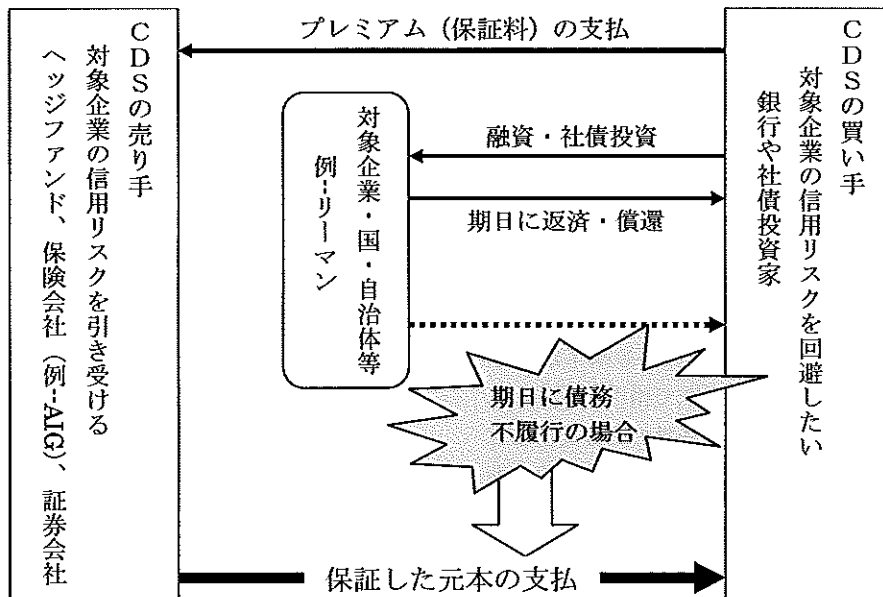 プレミアム（保証料）の支払
CDSの買い手
対象企業の信用リスクを回避したい
銀行や社債投資家
CDSの売り手
対象企業の信用リスクを引き受ける
ヘッジファンド、保険会社（例--AIG）、証券会社
対象企業・国・自治体等
例--リーマン
融資・社債投資
期日に返済・償還
期日に債務
不履行の場合
保証した元本の支払